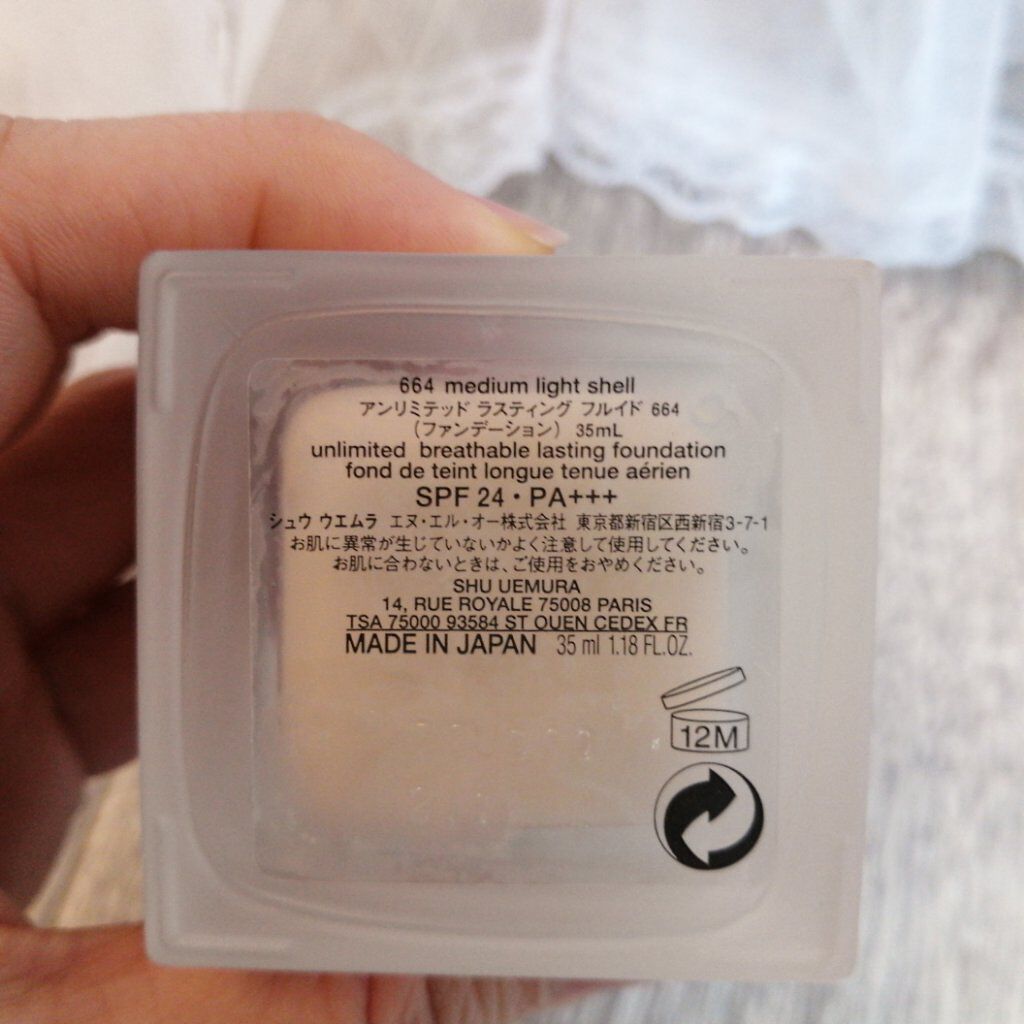 664 medium light shell
アンリミテッド ラスティング フルイド 664
(ファンデーション) 35mL
unlimited breathable lasting foundation
fond de teint longue tenue aérien
SPF 24・PA+++
シュウ ウエムラ エヌ・エル・オー株式会社 東京都新宿区西新宿3-7-1
お肌に異常が生じていないかよく注意して使用してください。
お肌に合わないときは、ご使用をおやめください。
SHU UEMURA
14, RUE ROYALE 75008 PARIS
TSA 75000 93584 ST OUEN CEDEX FR
MADE IN JAPAN 35 ml 1.18 FL.OZ.
12M